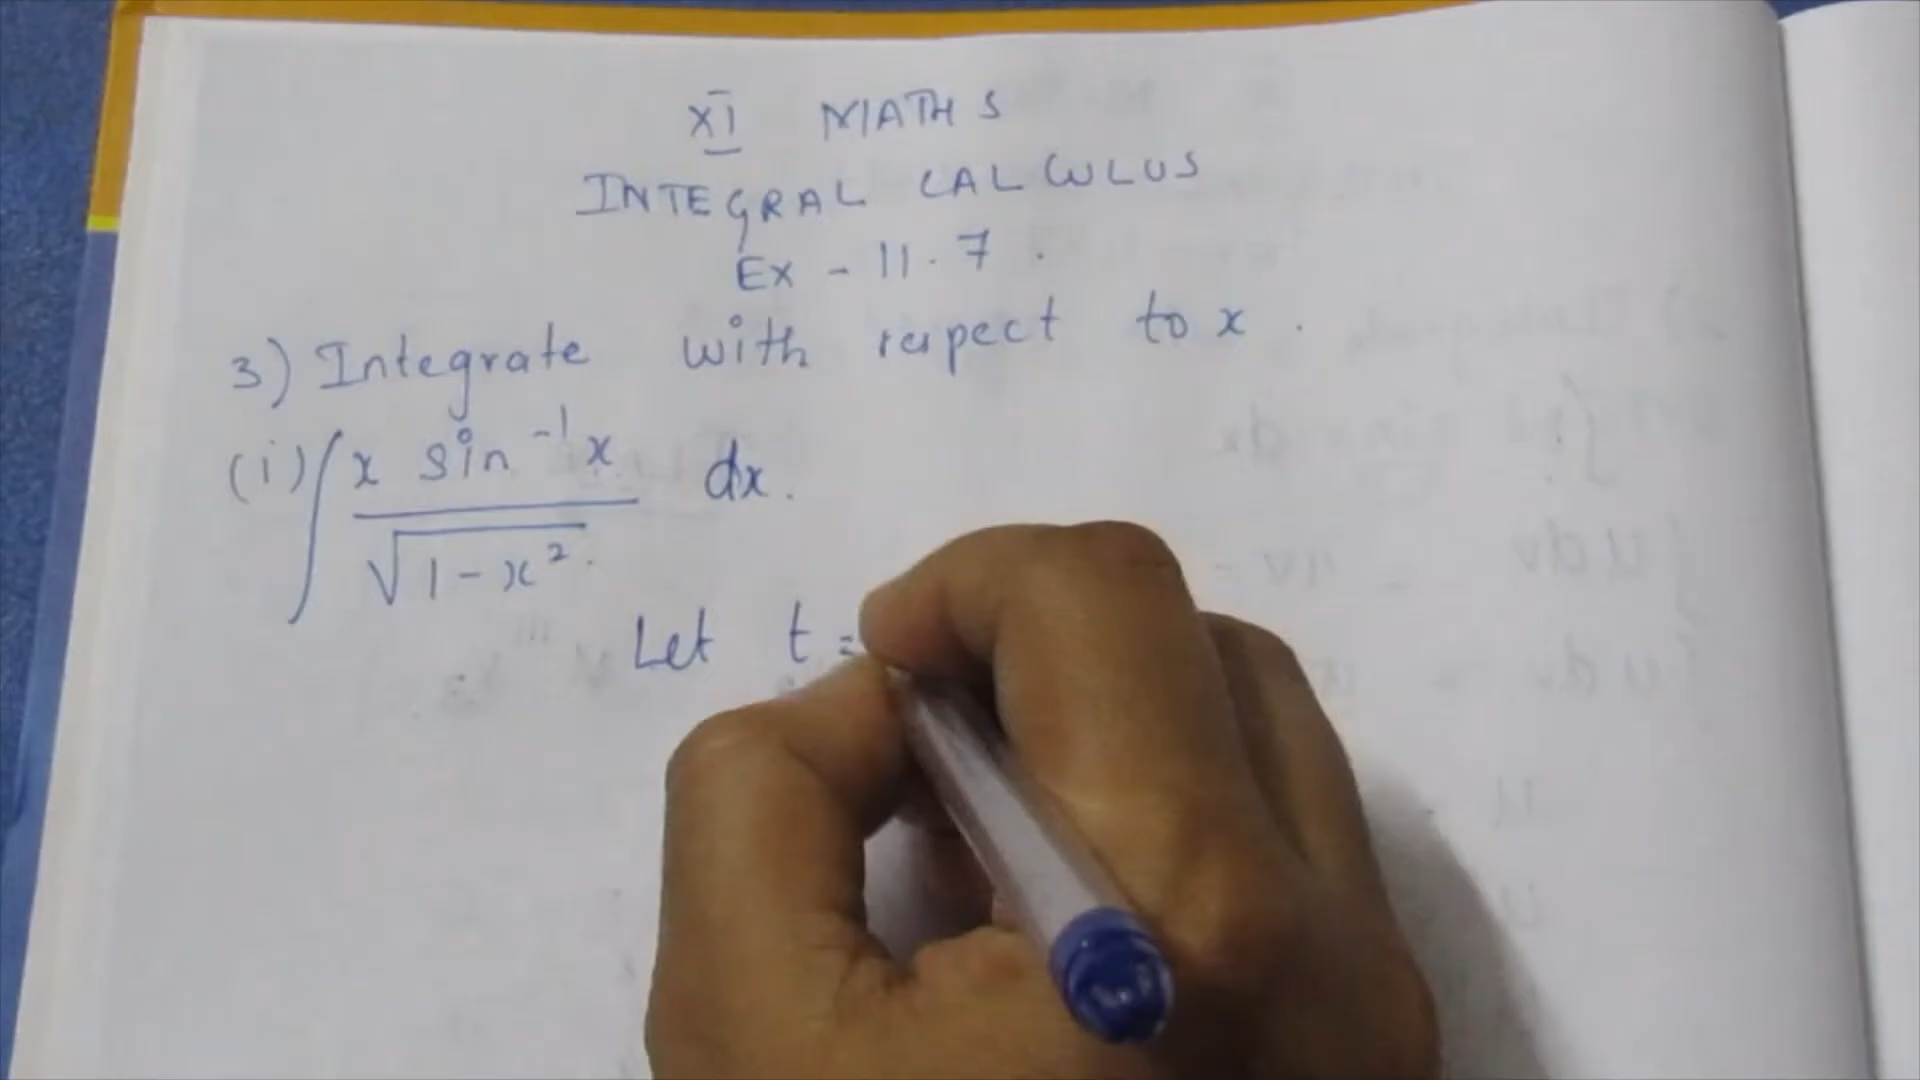 XI MATHS
INTEGRAL CALCULUS
Ex - 11.7.
3) Integrate with respect to x.
(i) ∫ x sin⁻¹x / √(1-x²) dx.
Let t =